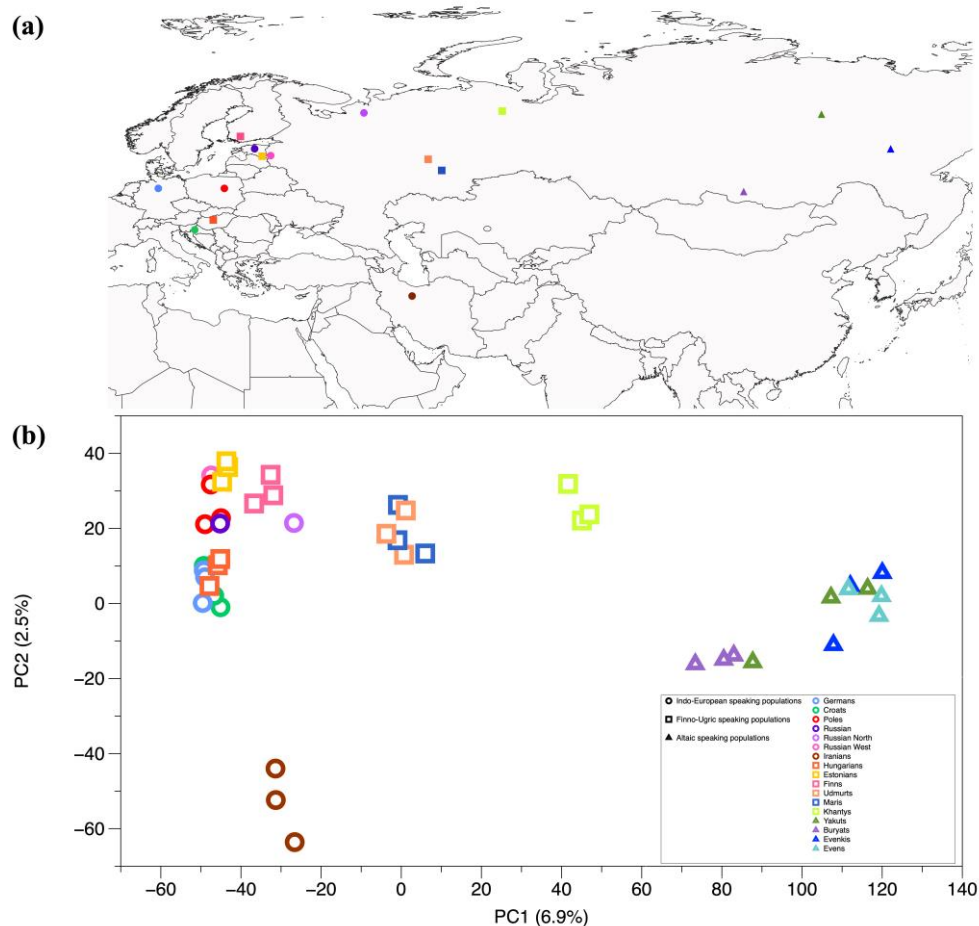 (a)
(b)
40
20
0
−20
−40
−60
PC2 (2.5%)
−60
−40
−20
0
20
40
60
80
100
120
140
PC1 (6.9%)
Indo-European speaking populations
Finno-Ugric speaking populations
Altaic speaking populations
Germans
Croats
Poles
Russian
Russian North
Russian West
Iranians
Hungarians
Estonians
Finns
Udmurts
Maris
Khantys
Yakuts
Buryats
Evenkis
Evens